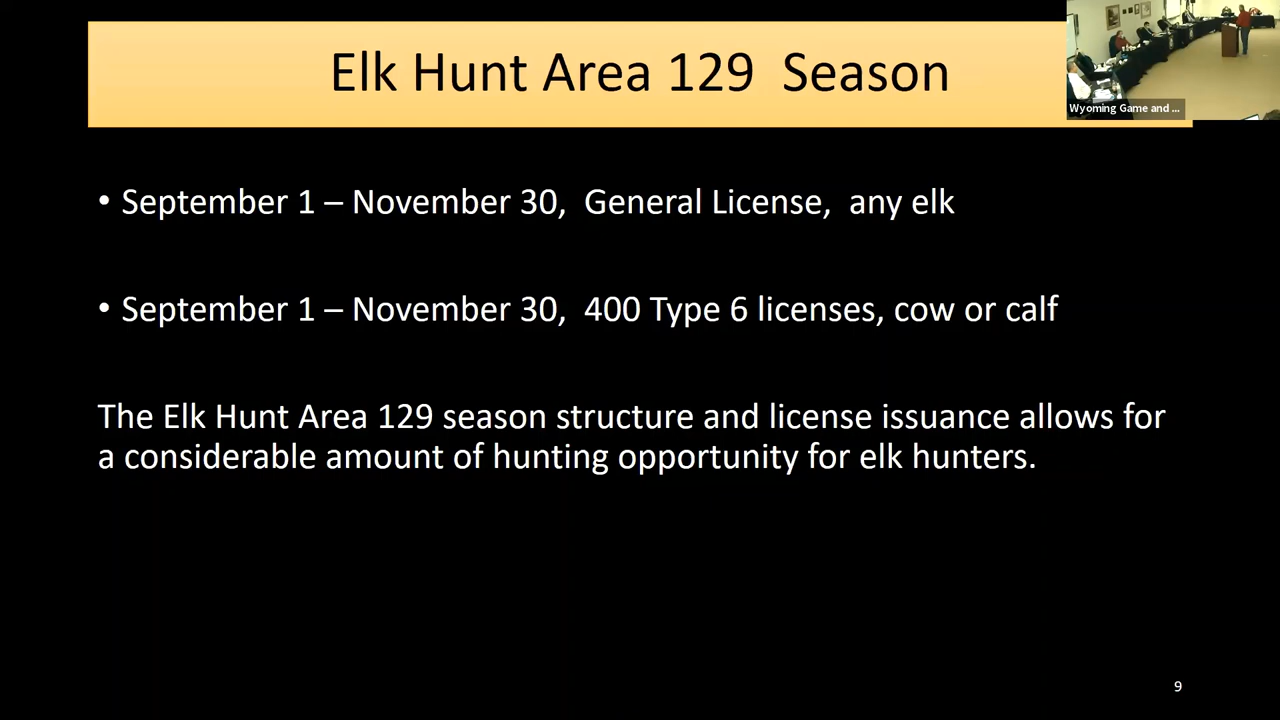 Elk Hunt Area 129 Season
Wyoming Game and ...
• September 1 – November 30, General License, any elk
• September 1 – November 30, 400 Type 6 licenses, cow or calf
The Elk Hunt Area 129 season structure and license issuance allows for
a considerable amount of hunting opportunity for elk hunters.
9